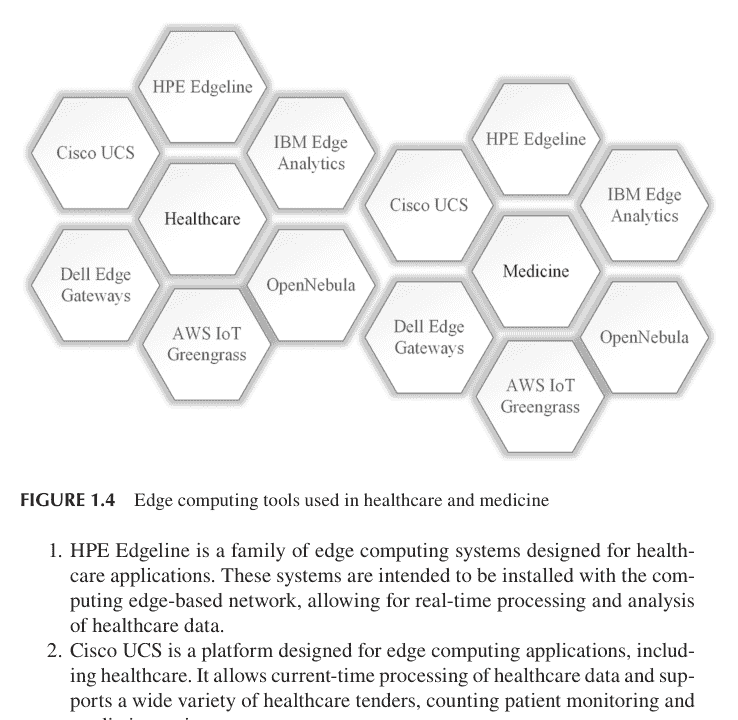 HPE Edgeline
Cisco UCS
IBM Edge
Analytics
Healthcare
Dell Edge
Gateways
OpenNebula
AWS IoT
Greengrass
HPE Edgeline
Cisco UCS
IBM Edge
Analytics
Medicine
Dell Edge
Gateways
OpenNebula
AWS IoT
Greengrass
FIGURE 1.4 Edge computing tools used in healthcare and medicine
1. HPE Edgeline is a family of edge computing systems designed for health-
care applications. These systems are intended to be installed with the com-
puting edge-based network, allowing for real-time processing and analysis
of healthcare data.
2. Cisco UCS is a platform designed for edge computing applications, includ-
ing healthcare. It allows current-time processing of healthcare data and sup-
ports a wide variety of healthcare tenders, counting patient monitoring and